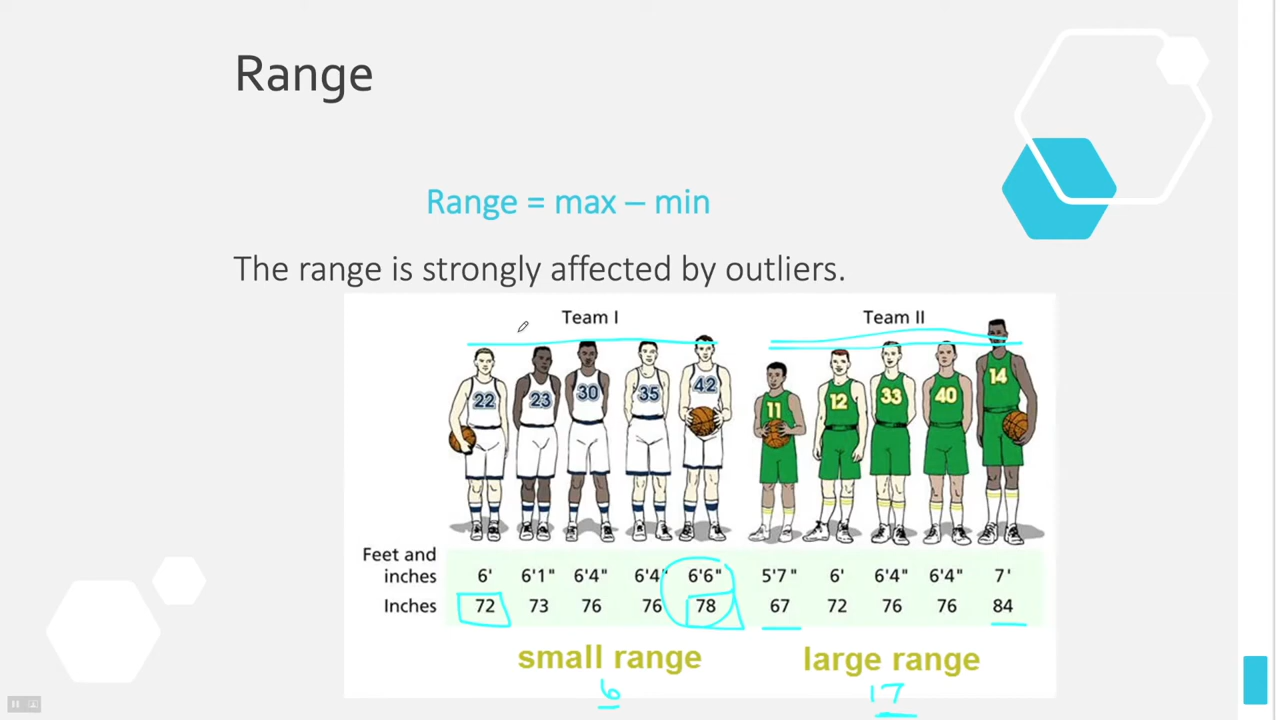 Range
Range = max – min
The range is strongly affected by outliers.
Team I Team II
22 23 30 35 42 11 12 33 40 14
Feet and
inches 6' 6'1" 6'4" 6'4" 6'6" 5'7" 6' 6'4" 6'4" 7'
Inches 72 73 76 76 78 67 72 76 76 84
small range large range
6 17